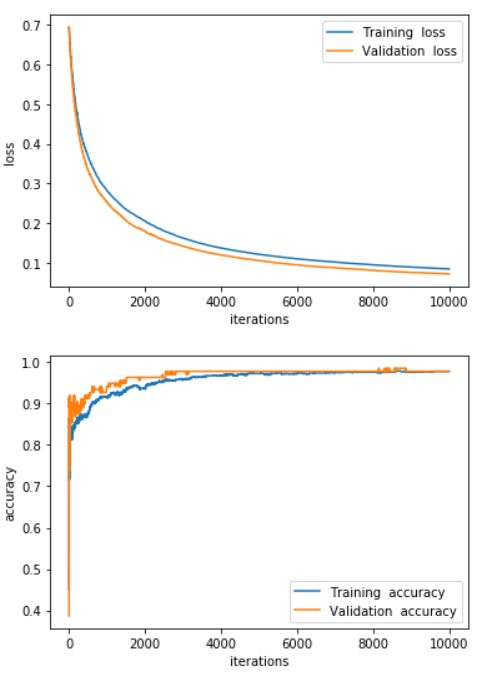 0.7
0.6
0.5
0.4
0.3
0.2
0.1
loss
Training loss
Validation loss
0 2000 4000 6000 8000 10000
iterations
1.0
0.9
0.8
0.7
0.6
0.5
0.4
accuracy
Training accuracy
Validation accuracy
0 2000 4000 6000 8000 10000
iterations